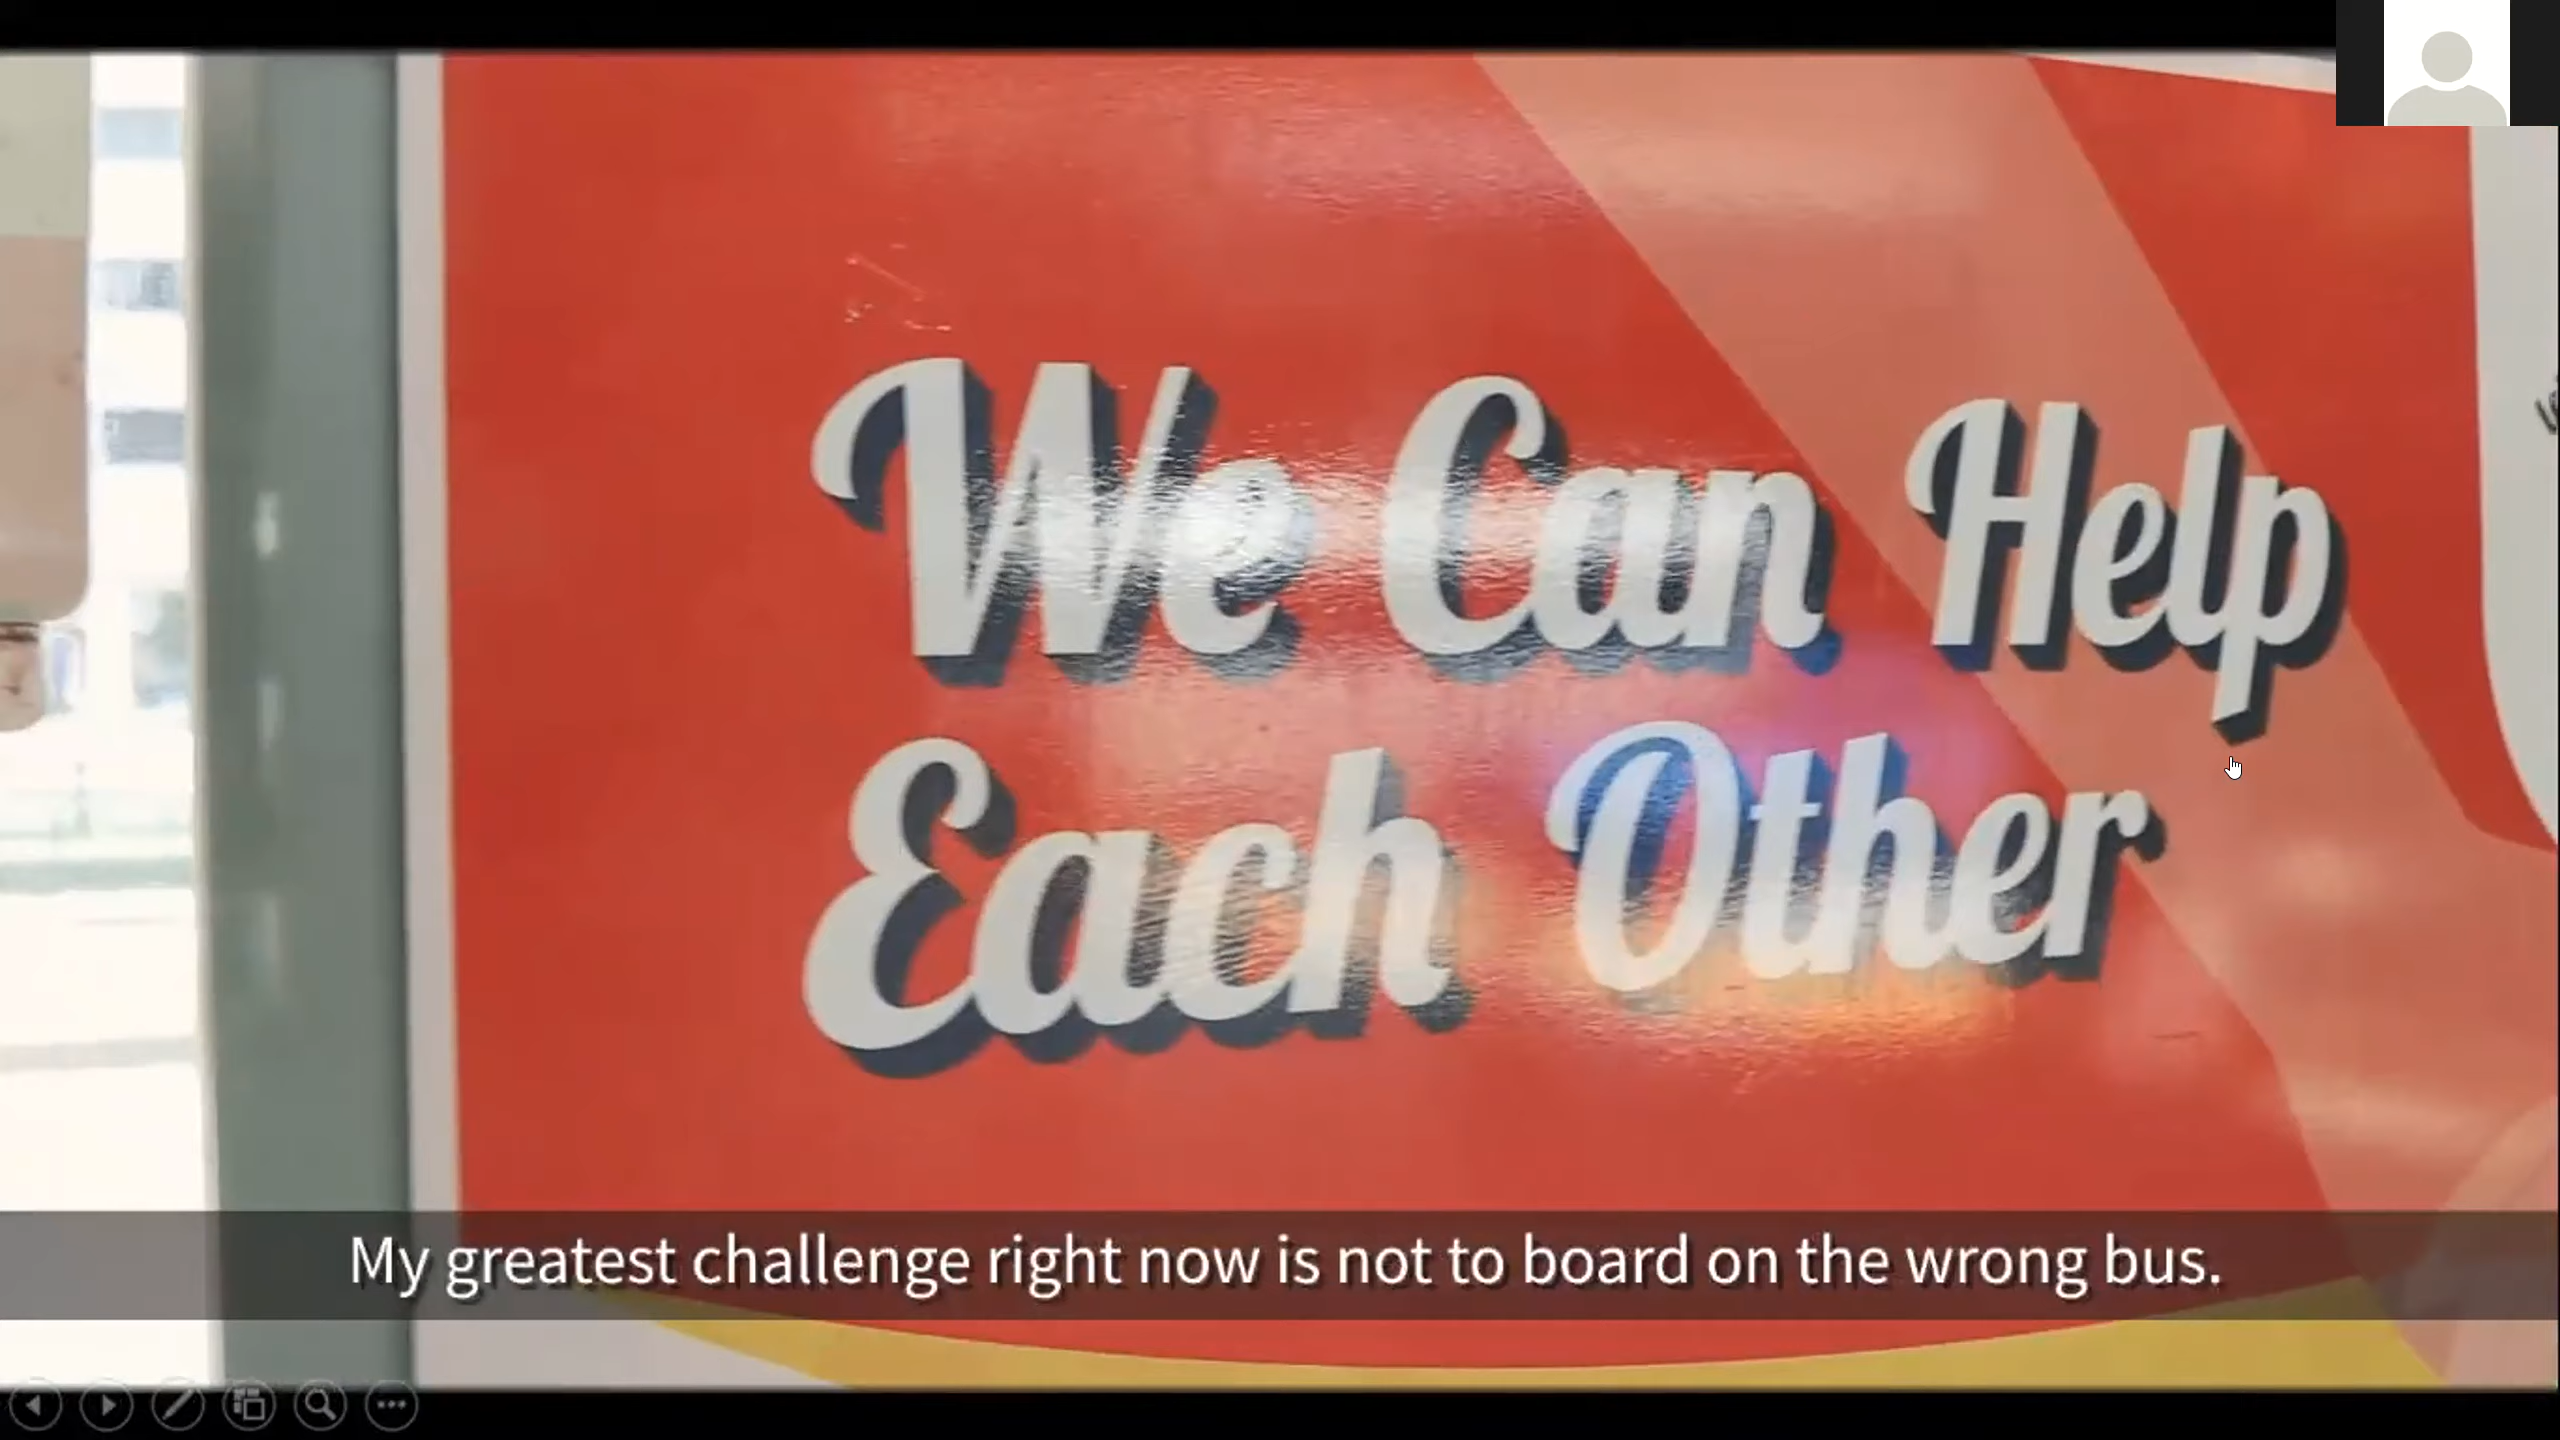 We Can Help
Each Other
My greatest challenge right now is not to board on the wrong bus.